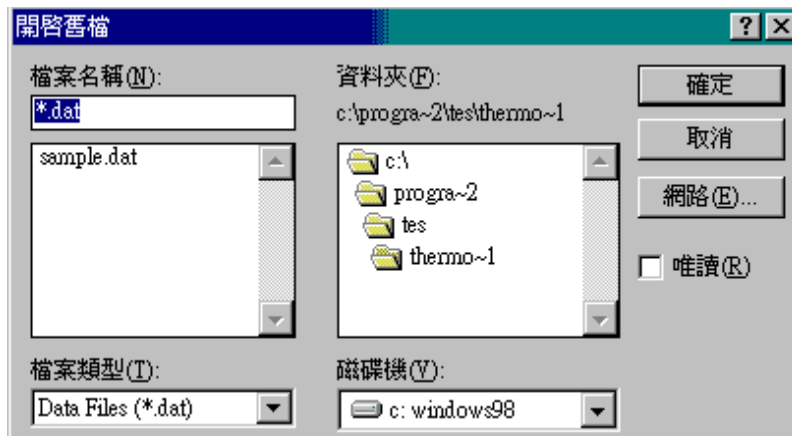 開啓舊檔
檔案名稱(N):
*.dat
sample.dat
檔案類型(T):
Data Files (*.dat)
資料夾(F):
c:\progra~2\tes\thermo~1
c:\
progra~2
tes
thermo~1
磁碟機(V):
c: windows98
確定
取消
網路(E)...
唯讀(R)